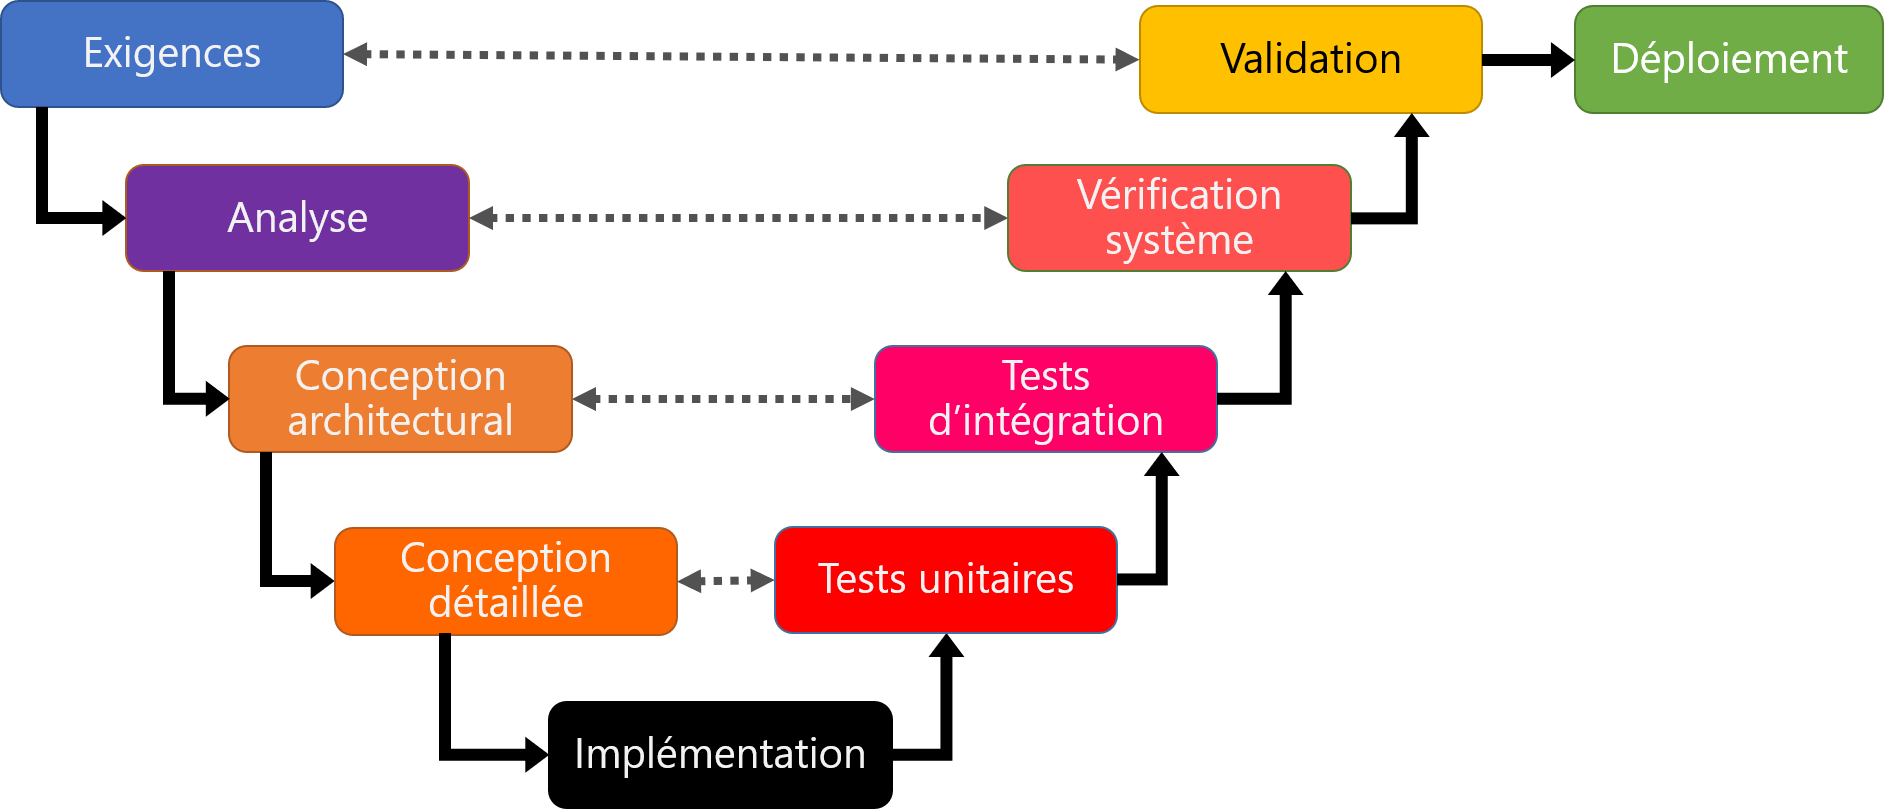 Exigences
Validation
Déploiement
Analyse
Vérification
système
Conception
architectural
Tests
d’intégration
Conception
détaillée
Tests unitaires
Implémentation